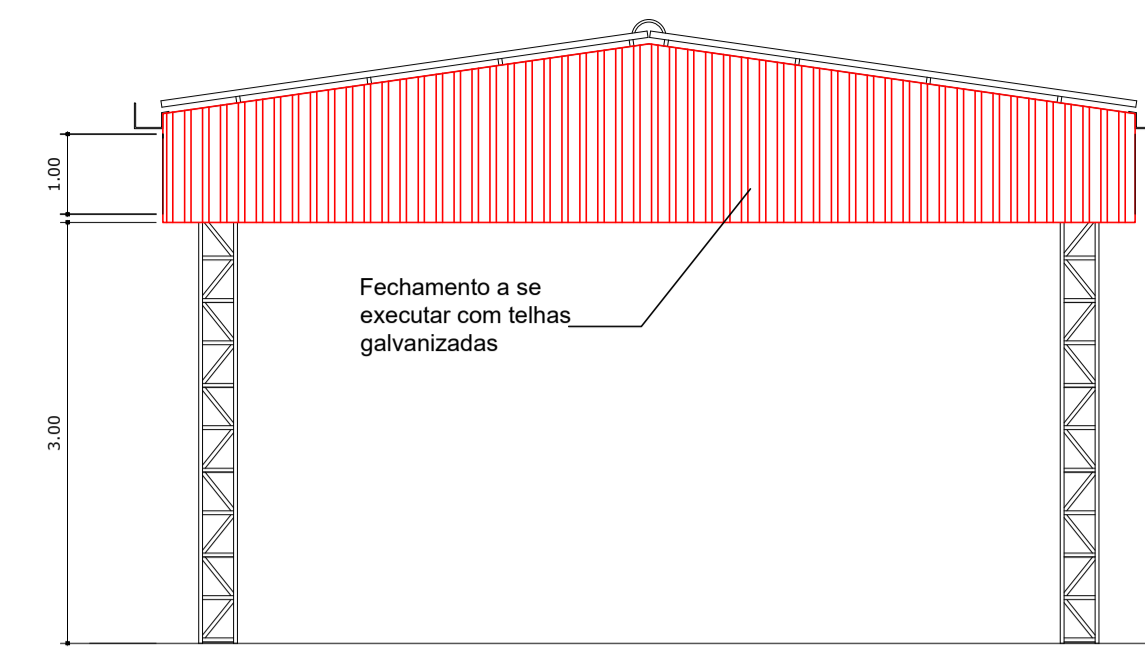 1.00
Fechamento a se
executar com telhas
galvanizadas
3.00